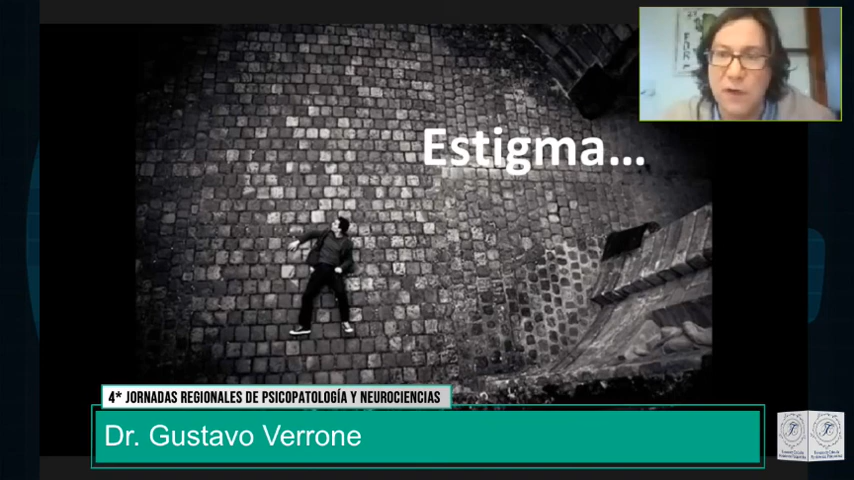 Estigma...
4* JORNADAS REGIONALES DE PSICOPATOLOGÍA Y NEUROCIENCIAS
Dr. Gustavo Verrone